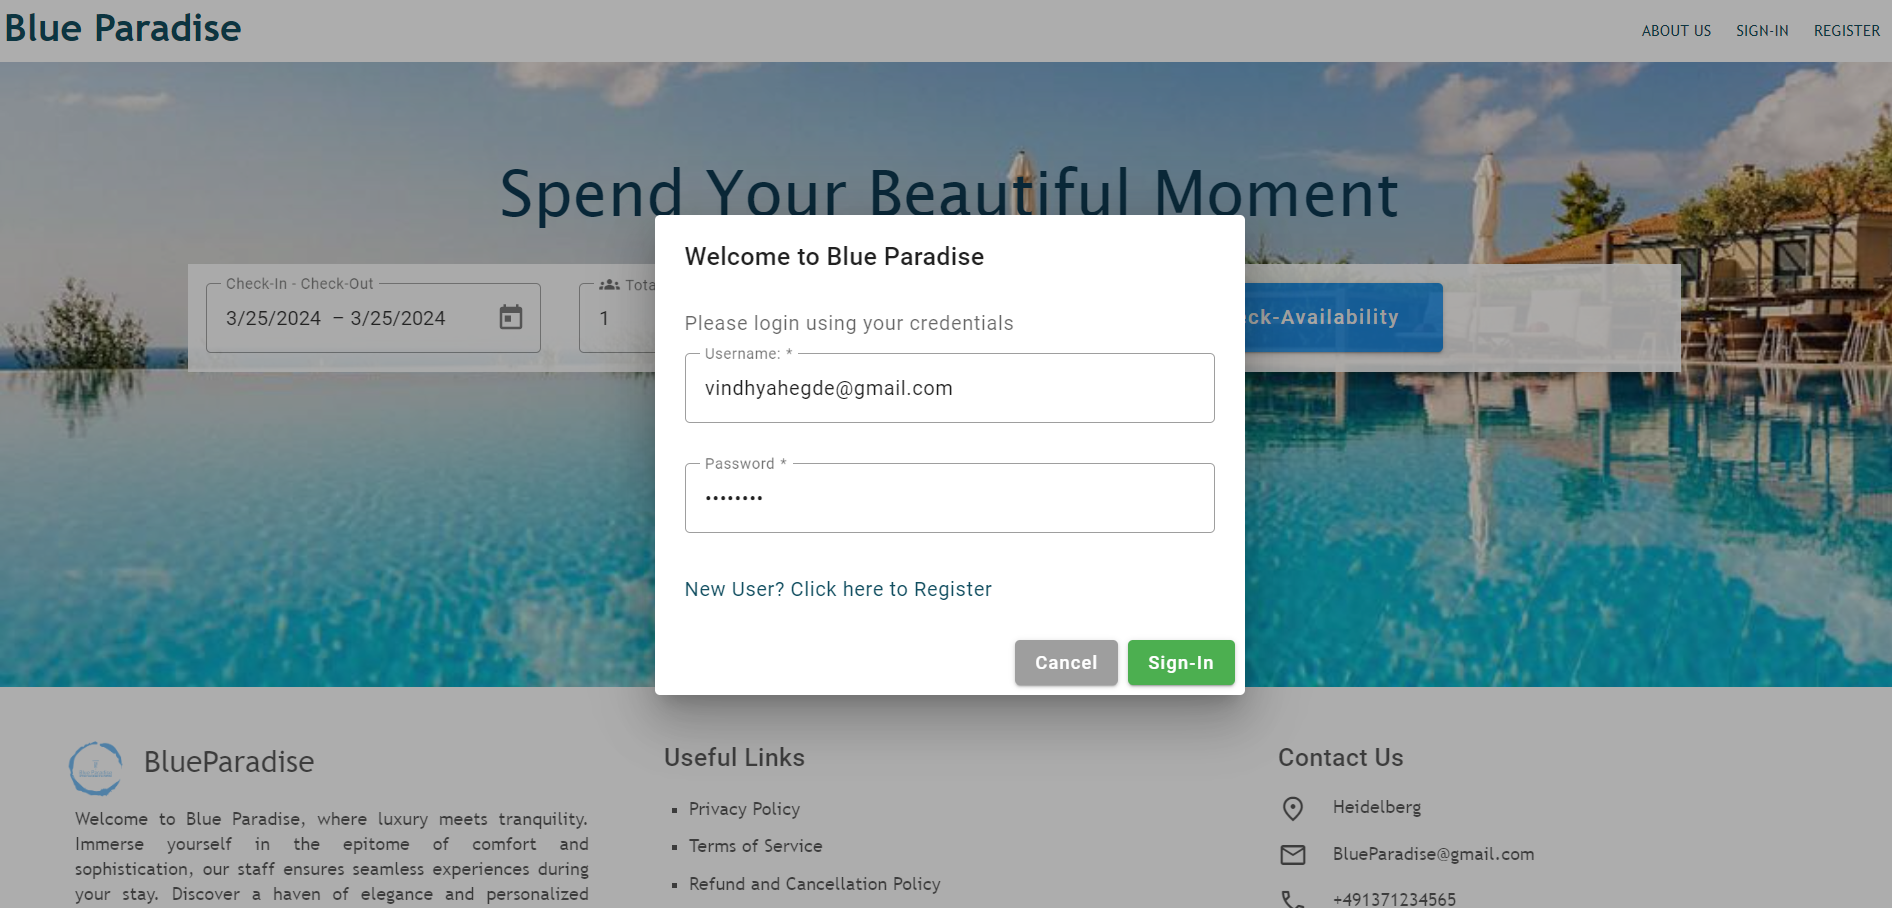 Blue Paradise
ABOUT US
SIGN-IN
REGISTER
Spend Your Beautiful Moment
Check-In - Check-Out
3/25/2024 – 3/25/2024
Tota
1
ck-Availability
Welcome to Blue Paradise
Please login using your credentials
Username: *
vindhyahegde@gmail.com
Password *
••••••••
New User? Click here to Register
Cancel
Sign-In
BlueParadise
Welcome to Blue Paradise, where luxury meets tranquility.
Immerse yourself in the epitome of comfort and
sophistication, our staff ensures seamless experiences during
your stay. Discover a haven of elegance and personalized
Useful Links
Privacy Policy
Terms of Service
Refund and Cancellation Policy
Contact Us
Heidelberg
BlueParadise@gmail.com
+491371234565